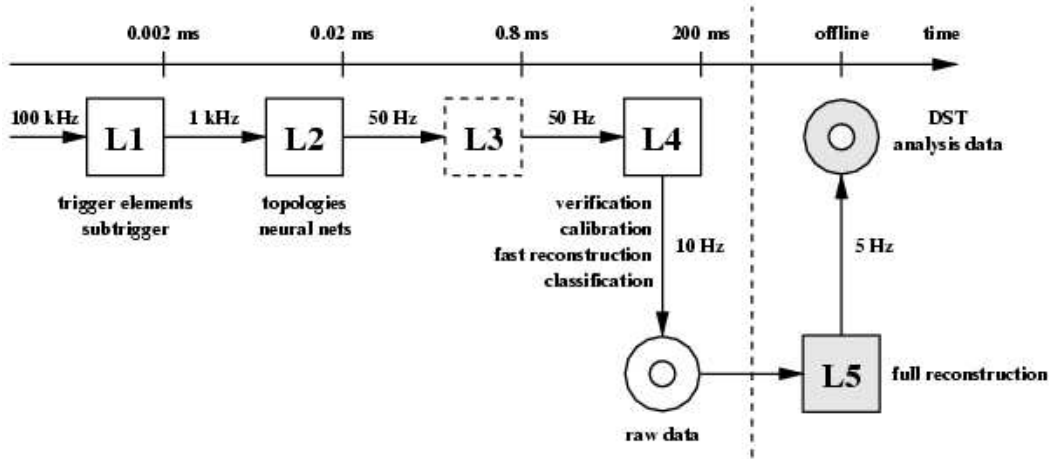 0.002 ms 0.02 ms 0.8 ms 200 ms offline time
100 kHz L1 1 kHz L2 50 Hz L3 50 Hz L4
DST
analysis data
trigger elements
subtrigger
topologies
neural nets
verification
calibration
fast reconstruction
classification
10 Hz
5 Hz
L5 full reconstruction
raw data